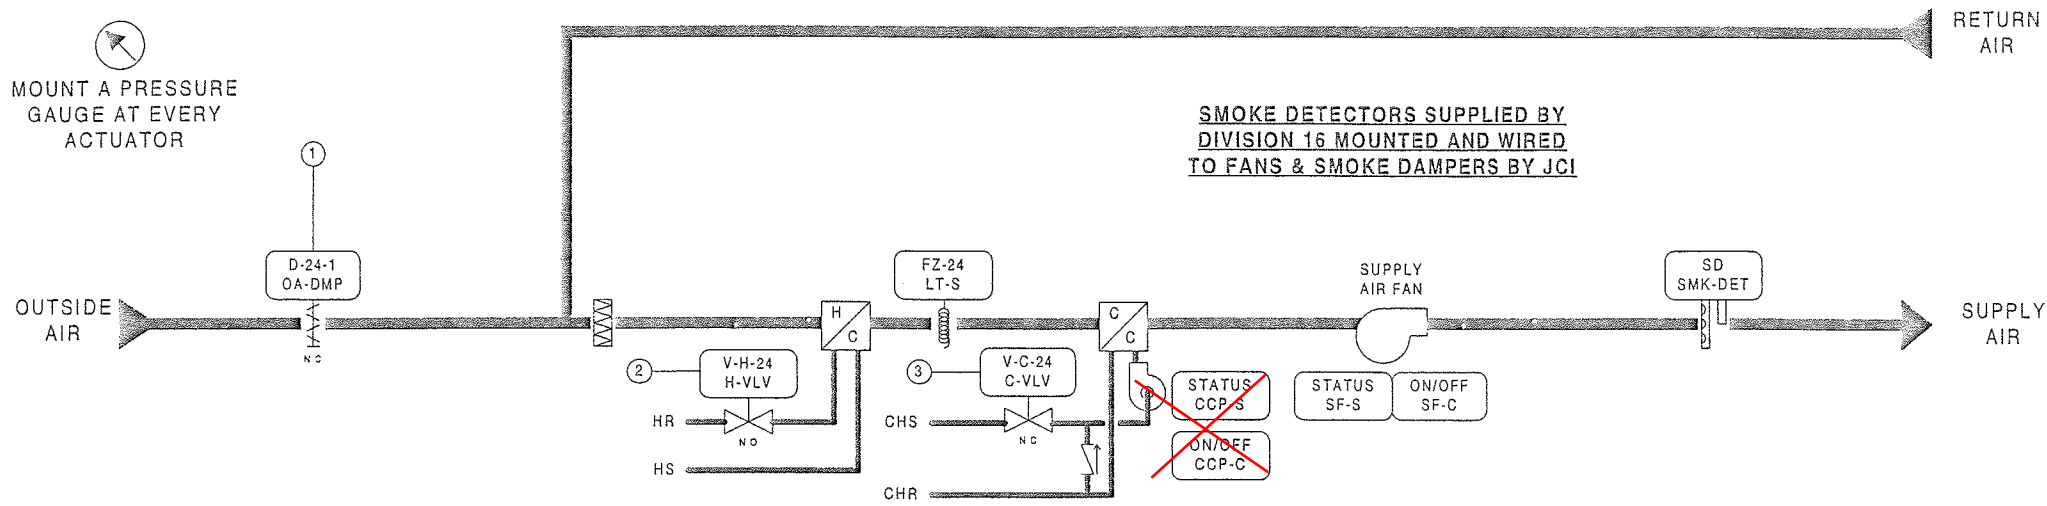 RETURN
AIR
MOUNT A PRESSURE
GAUGE AT EVERY
ACTUATOR
SMOKE DETECTORS SUPPLIED BY
DIVISION 16 MOUNTED AND WIRED
TO FANS & SMOKE DAMPERS BY JCI
1
D-24-1
OA-DMP
FZ-24
LT-S
SUPPLY
AIR FAN
SD
SMK-DET
OUTSIDE
AIR
SUPPLY
AIR
H
C
C
C
NC
2
V-H-24
H-VLV
3
V-C-24
C-VLV
STATUS
CCP-S
STATUS
SF-S
ON/OFF
SF-C
HR
NO
CHS
NC
ON/OFF
CCP-C
HS
CHR